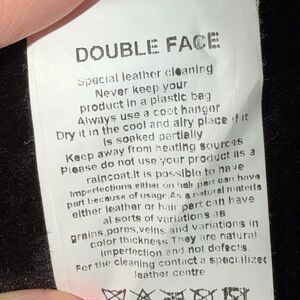 DOUBLE FACE
Special leather cleaning
Never keep your
product in a plastic bag
Always use a coot hanger
Dry it in the cool and airy place if it
is soaked partially
Keep away from heating sources
Please do not use your product as a
raincoat.It is possible to have
Imperfections either on hair part can have
part because of usage.As a natural materia
either leather or hair part can have
al sorts of variations as
grains,pores,veins and variations in
color thickness They are natural
imperfection and not defects.
For the cleaning contact a specialized
leather centre